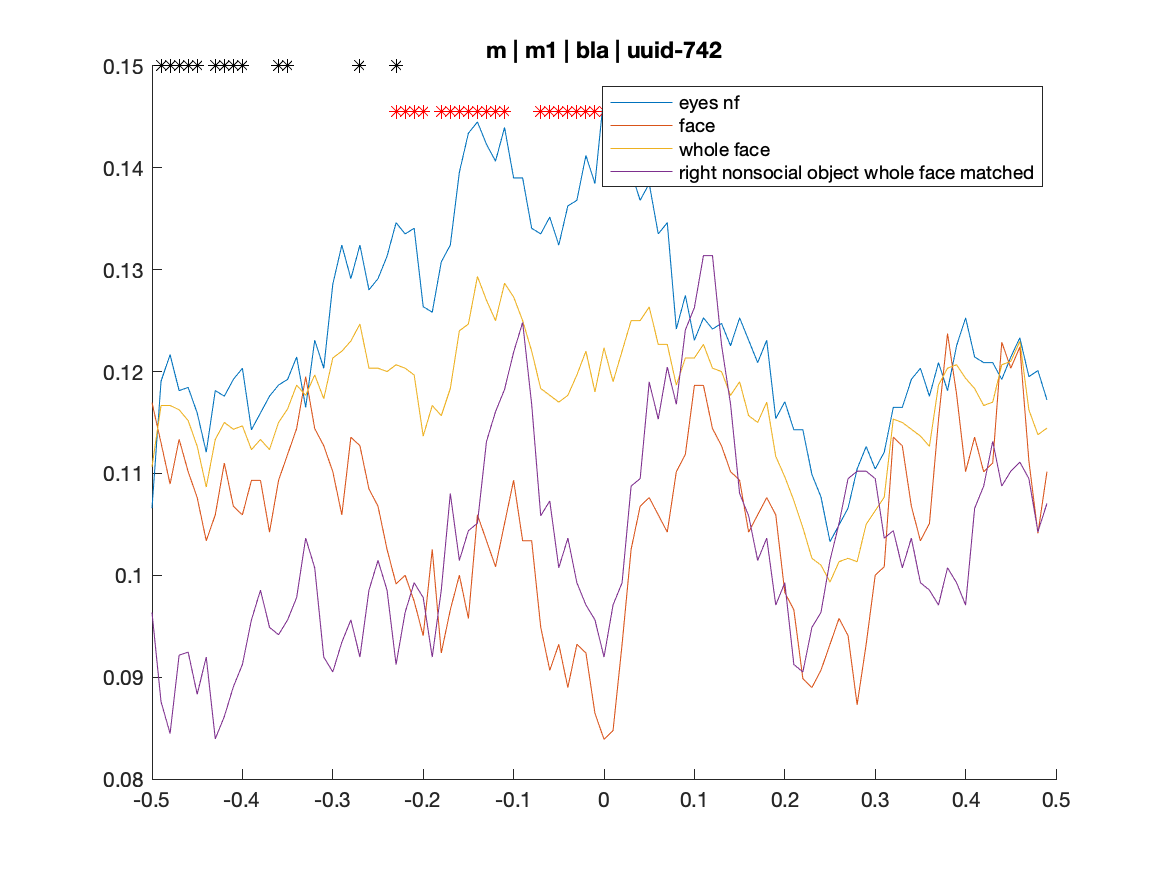 m | m1 | bla | uuid-742
0.15
0.14
0.13
0.12
0.11
0.1
0.09
0.08
eyes nf
face
whole face
right nonsocial object whole face matched
-0.5 -0.4 -0.3 -0.2 -0.1 0 0.1 0.2 0.3 0.4 0.5